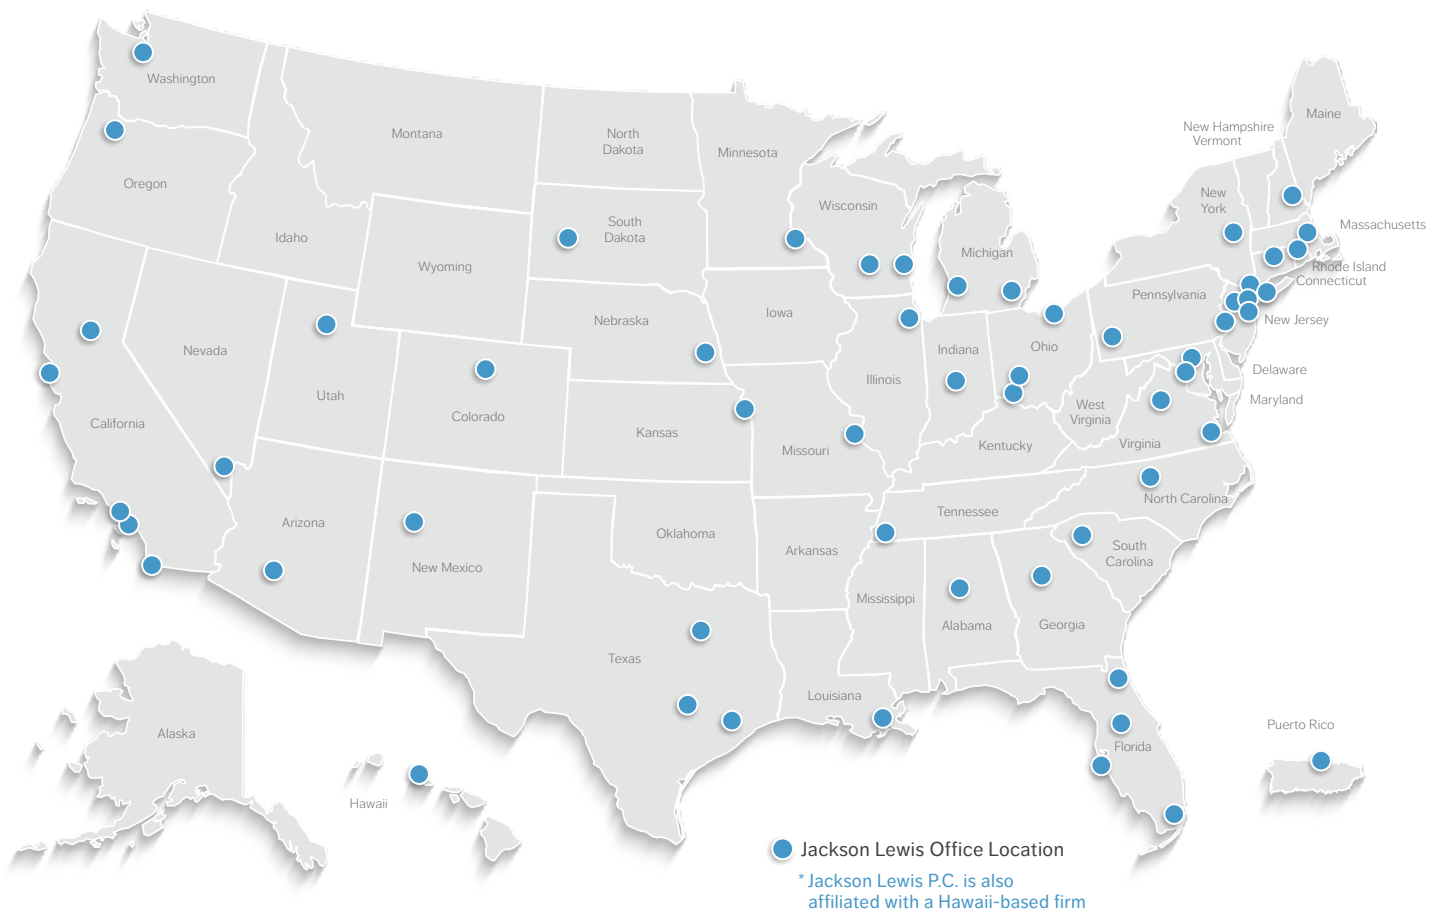 Washington
Montana
North
Dakota
Minnesota
Maine
New Hampshire
Vermont
Oregon
Idaho
Wyoming
South
Dakota
Wisconsin
Michigan
New
York
Massachusetts
Rhode Island
Connecticut
Pennsylvania
New Jersey
Nevada
Utah
Colorado
Nebraska
Iowa
Illinois
Indiana
Ohio
Delaware
Maryland
California
Kansas
Missouri
Kentucky
West
Virginia
Virginia
North Carolina
Arizona
New Mexico
Oklahoma
Arkansas
Tennessee
South
Carolina
Mississippi
Alabama
Georgia
Texas
Louisiana
Florida
Puerto Rico
Alaska
Hawaii
Jackson Lewis Office Location
* Jackson Lewis P.C. is also
affiliated with a Hawaii-based firm